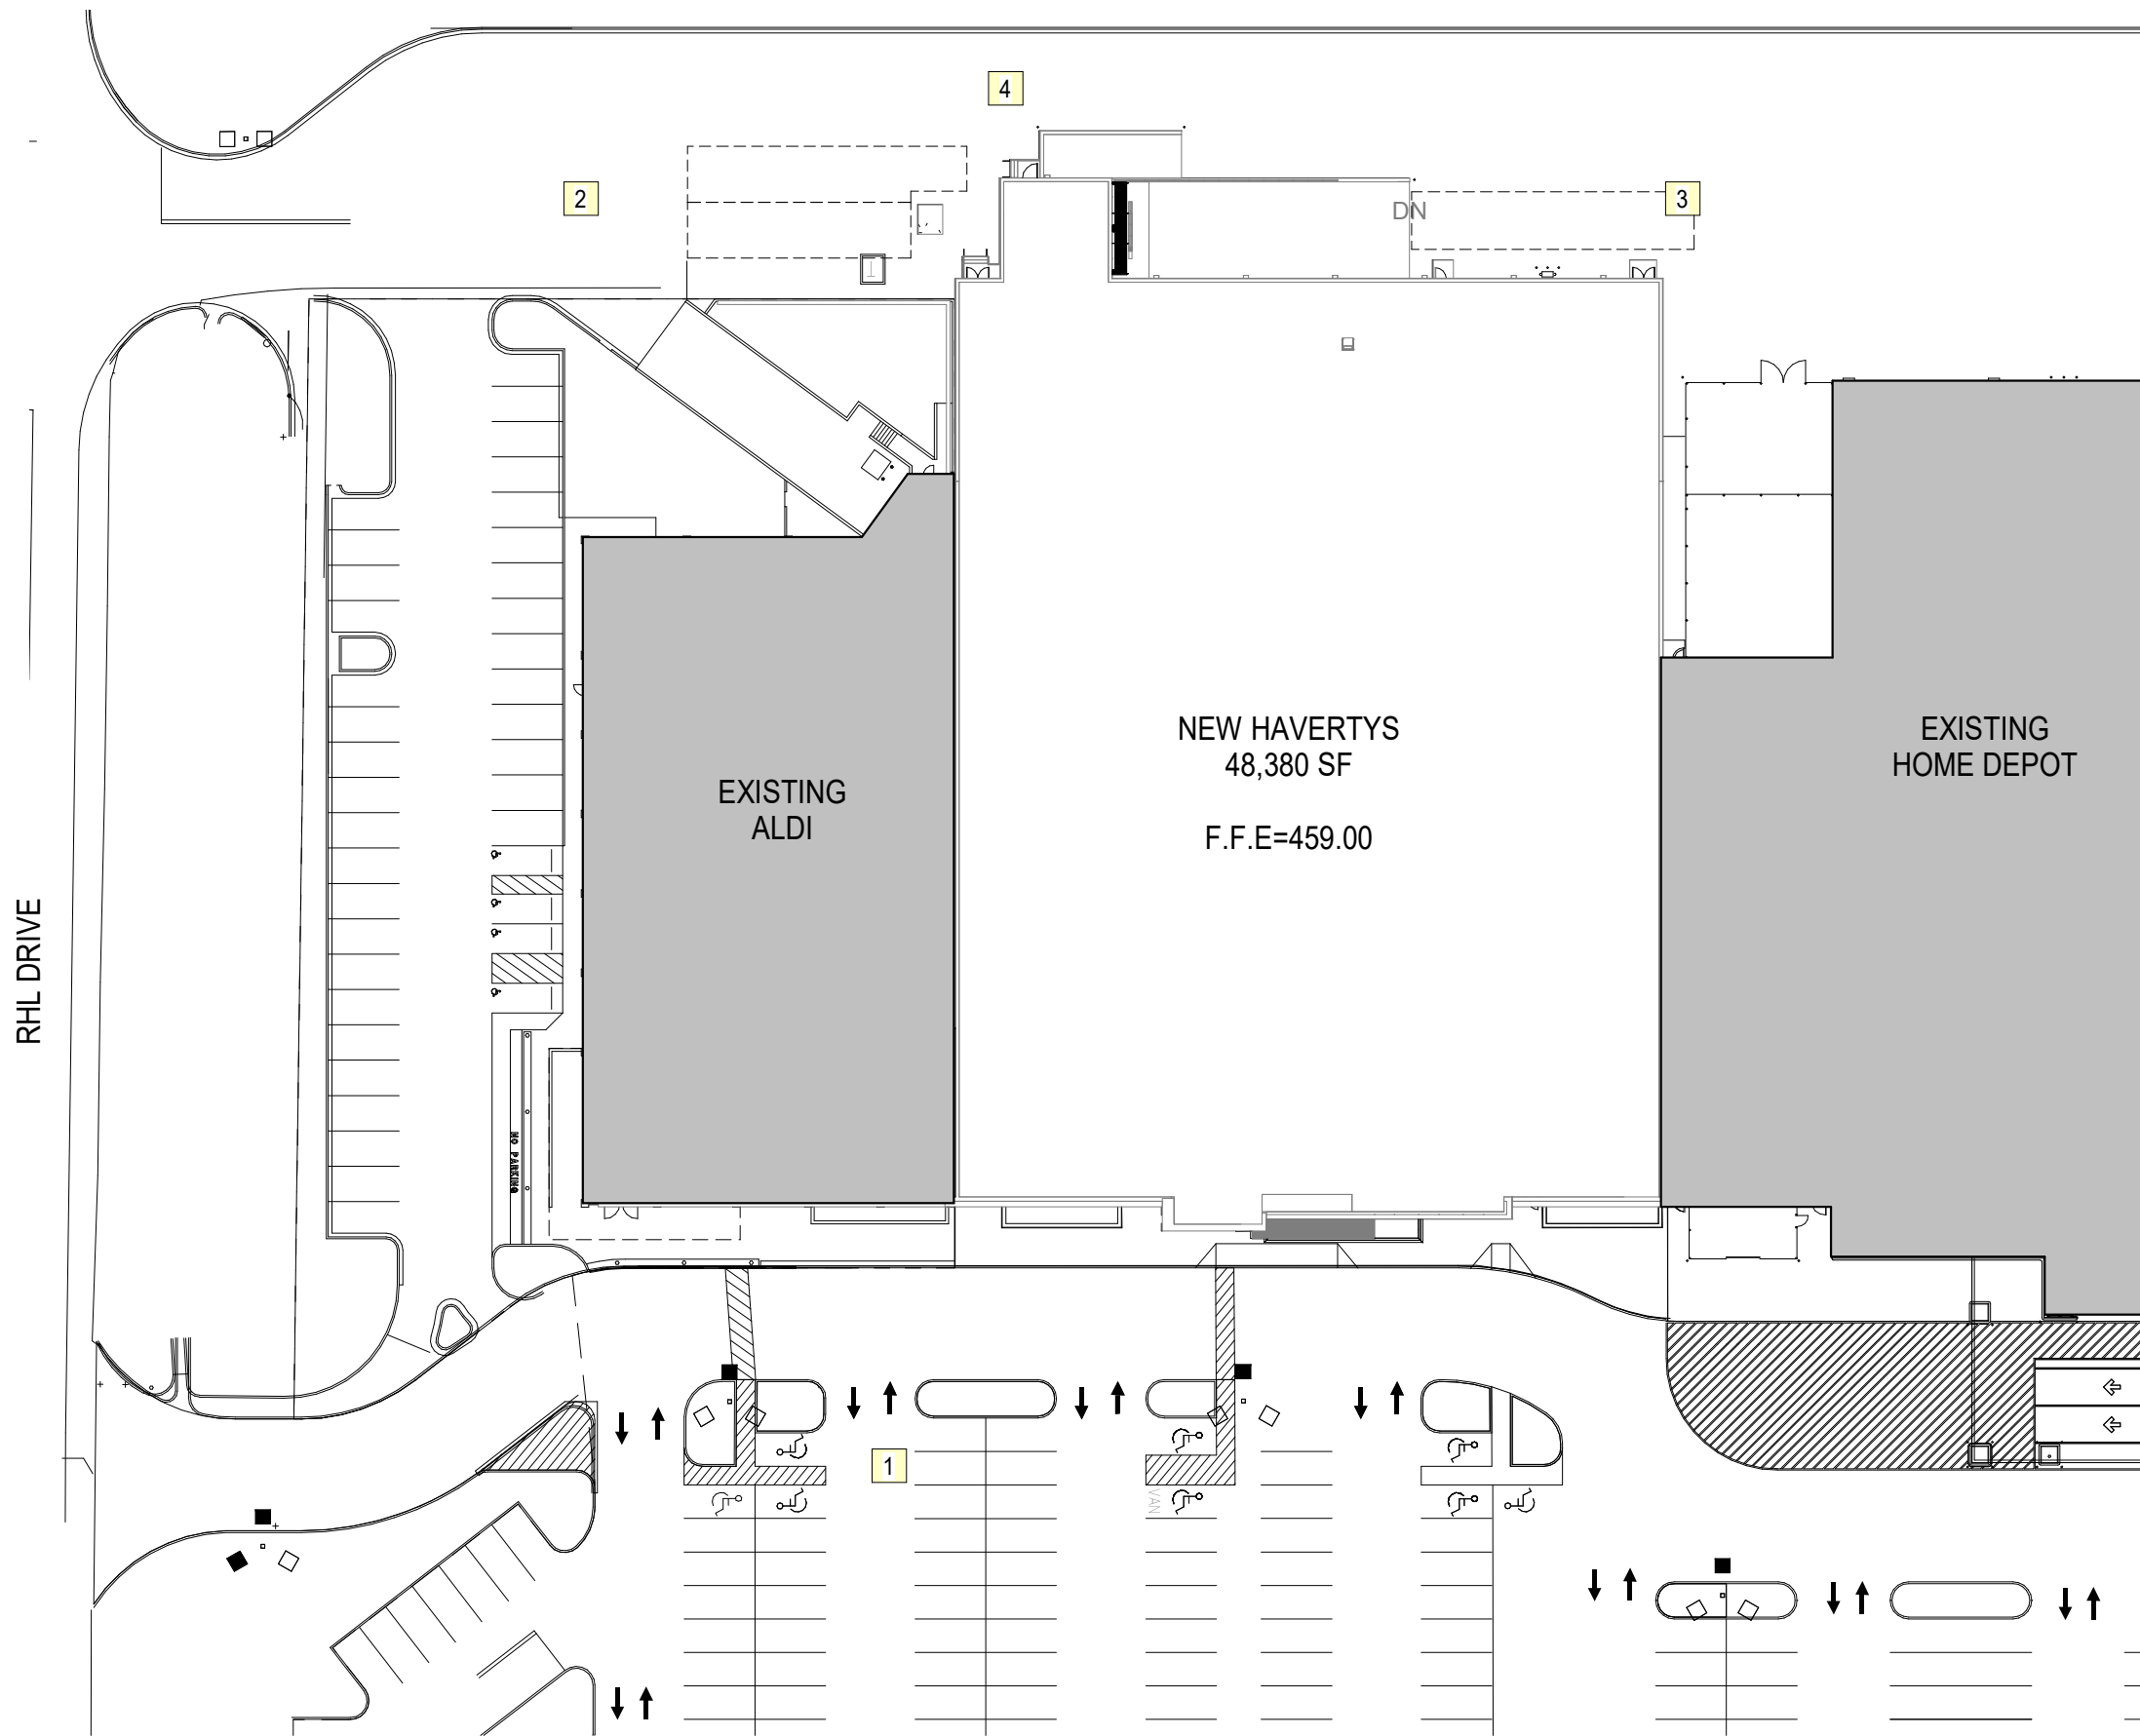 4
2
3
DN
NEW HAVERTYS
48,380 SF
F.F.E=459.00
EXISTING
HOME DEPOT
EXISTING
ALDI
RHL DRIVE
NO PARKING
1
VAN